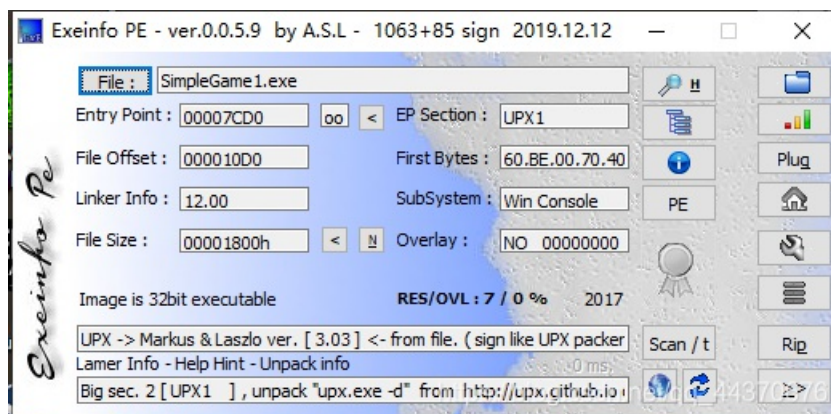 Exeinfo PE - ver.0.0.5.9 by A.S.L - 1063+85 sign 2019.12.12
File : SimpleGame1.exe H
Entry Point : 00007CD0 oo < EP Section : UPX1
File Offset : 000010D0 First Bytes : 60.BE.00.70.40 Plug
Linker Info : 12.00 SubSystem : Win Console PE
File Size : 00001800h < N Overlay : NO 00000000
Image is 32bit executable RES/OVL : 7 / 0 % 2017
UPX -> Markus & Laszlo ver. [ 3.03 ] <- from file. ( sign like UPX packer Scan / t Rip
Lamer Info - Help Hint - Unpack info 0 ms.
Big sec. 2 [ UPX1 ] , unpack "upx.exe -d" from http://upx.github.io >>
Exeinfo Pe